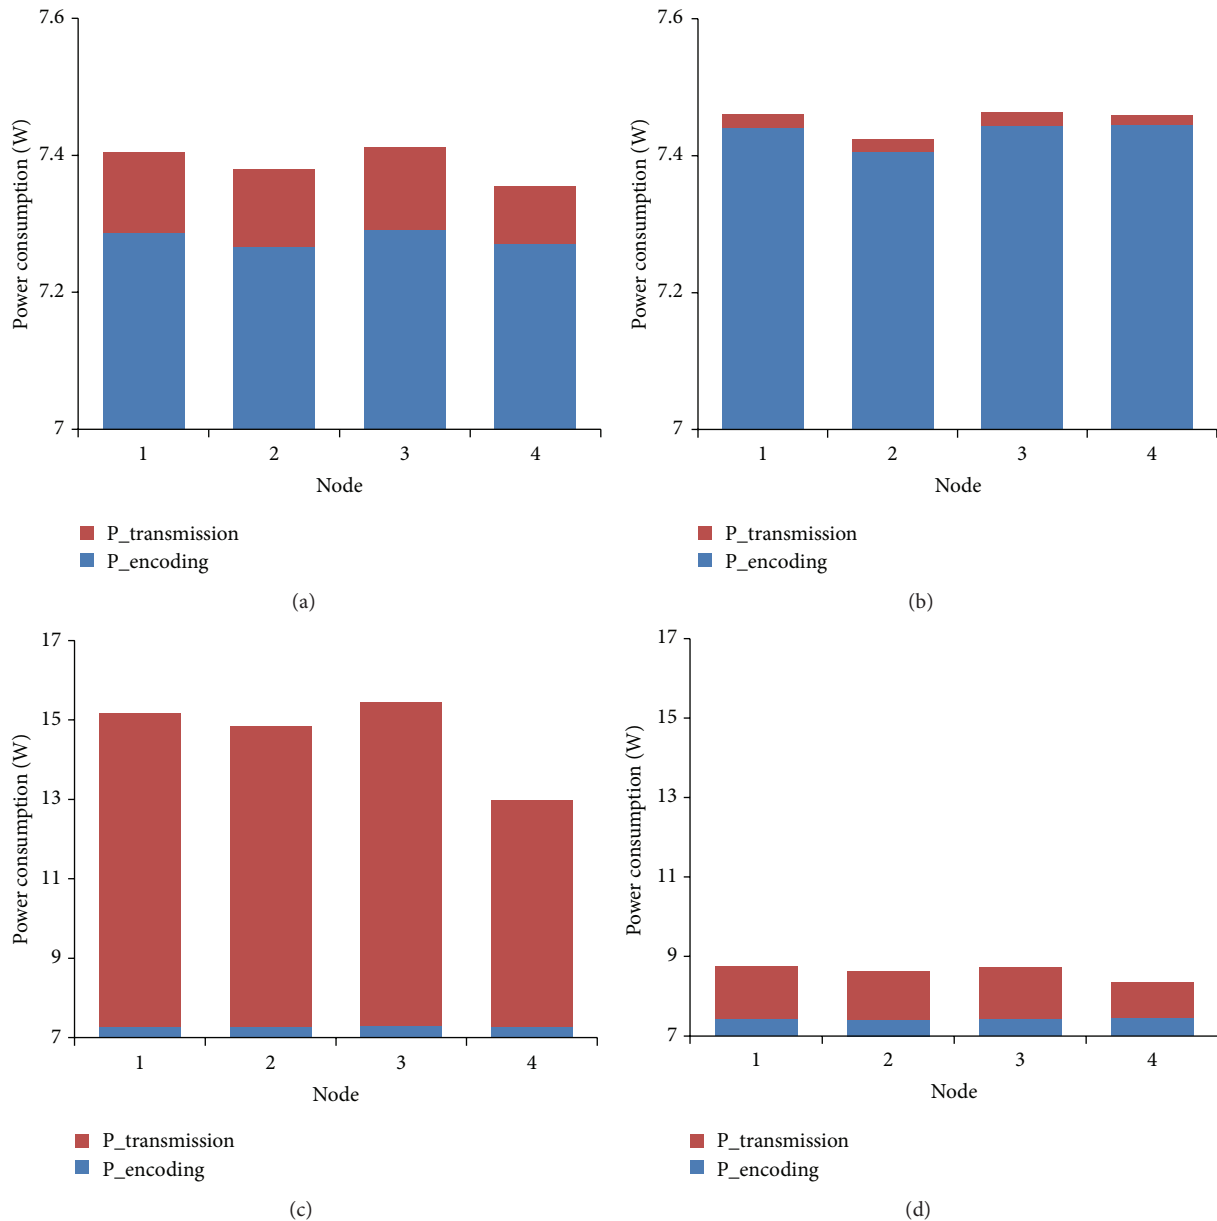 7.6
7.4
7.2
7
Power consumption (W)
1 2 3 4
Node
P_transmission
P_encoding
(a)
7.6
7.4
7.2
7
Power consumption (W)
1 2 3 4
Node
P_transmission
P_encoding
(b)
17
15
13
11
9
7
Power consumption (W)
1 2 3 4
Node
P_transmission
P_encoding
(c)
17
15
13
11
9
7
Power consumption (W)
1 2 3 4
Node
P_transmission
P_encoding
(d)